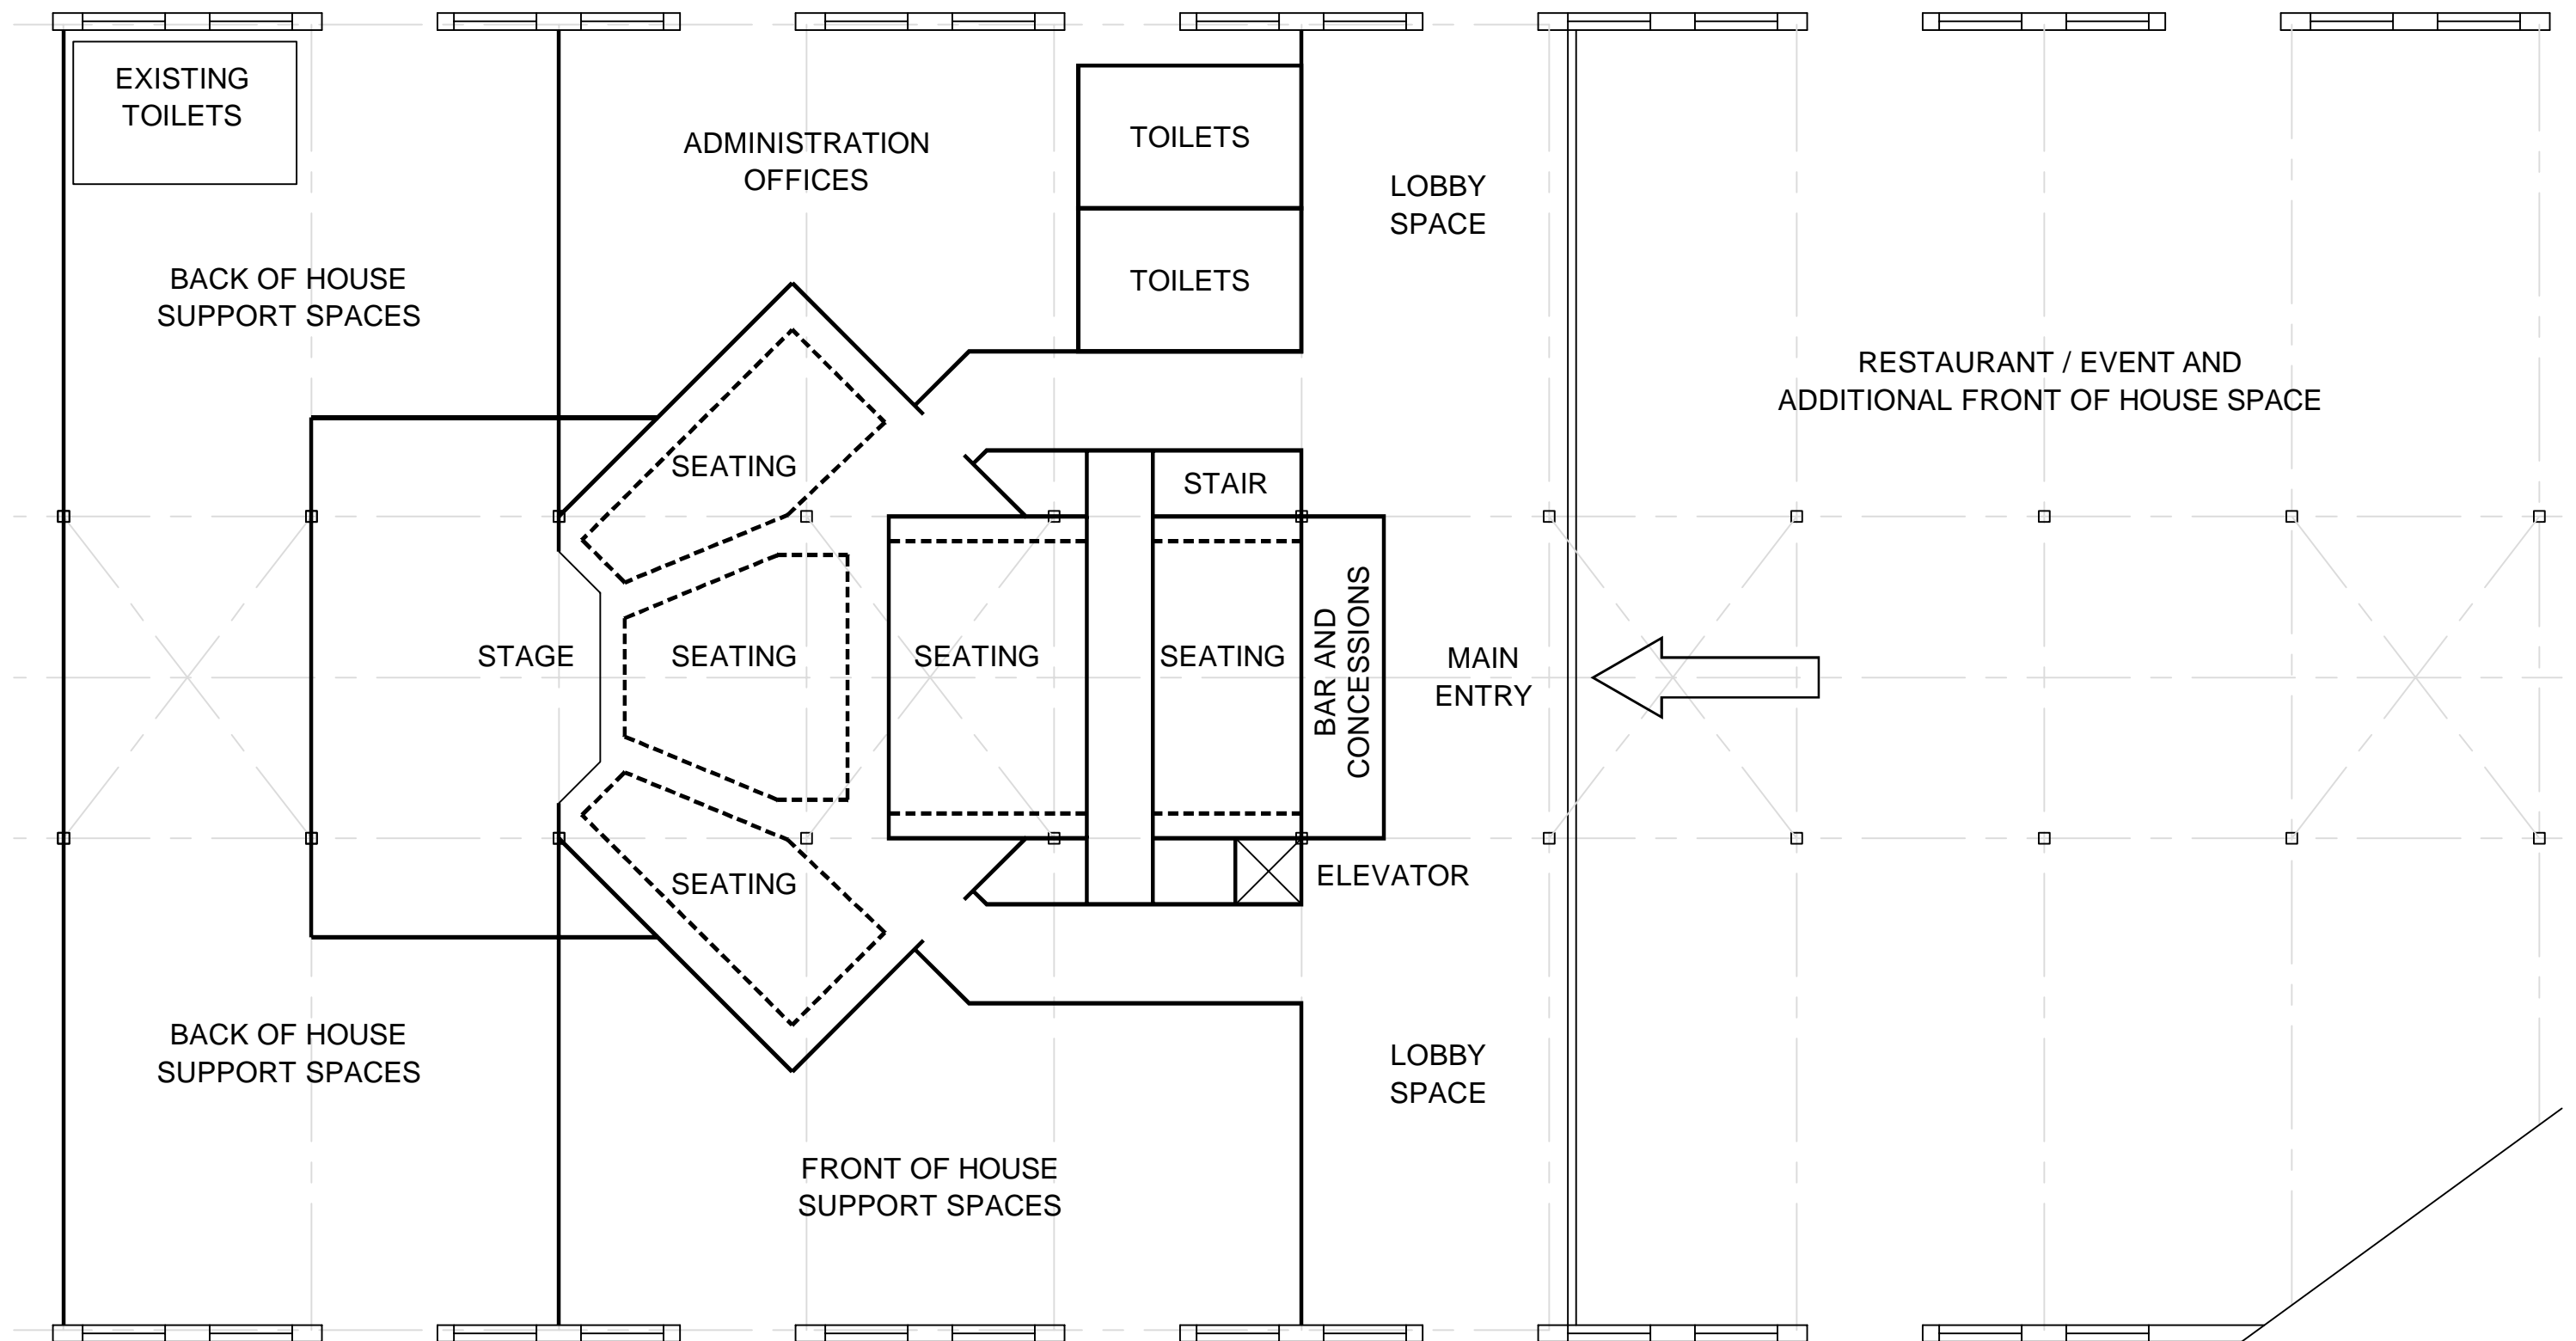 EXISTING
TOILETS
ADMINISTRATION
OFFICES
TOILETS
LOBBY
SPACE
BACK OF HOUSE
SUPPORT SPACES
TOILETS
RESTAURANT / EVENT AND
ADDITIONAL FRONT OF HOUSE SPACE
SEATING
STAIR
STAGE
SEATING
SEATING
SEATING
BAR AND
CONCESSIONS
MAIN
ENTRY
SEATING
ELEVATOR
BACK OF HOUSE
SUPPORT SPACES
LOBBY
SPACE
FRONT OF HOUSE
SUPPORT SPACES